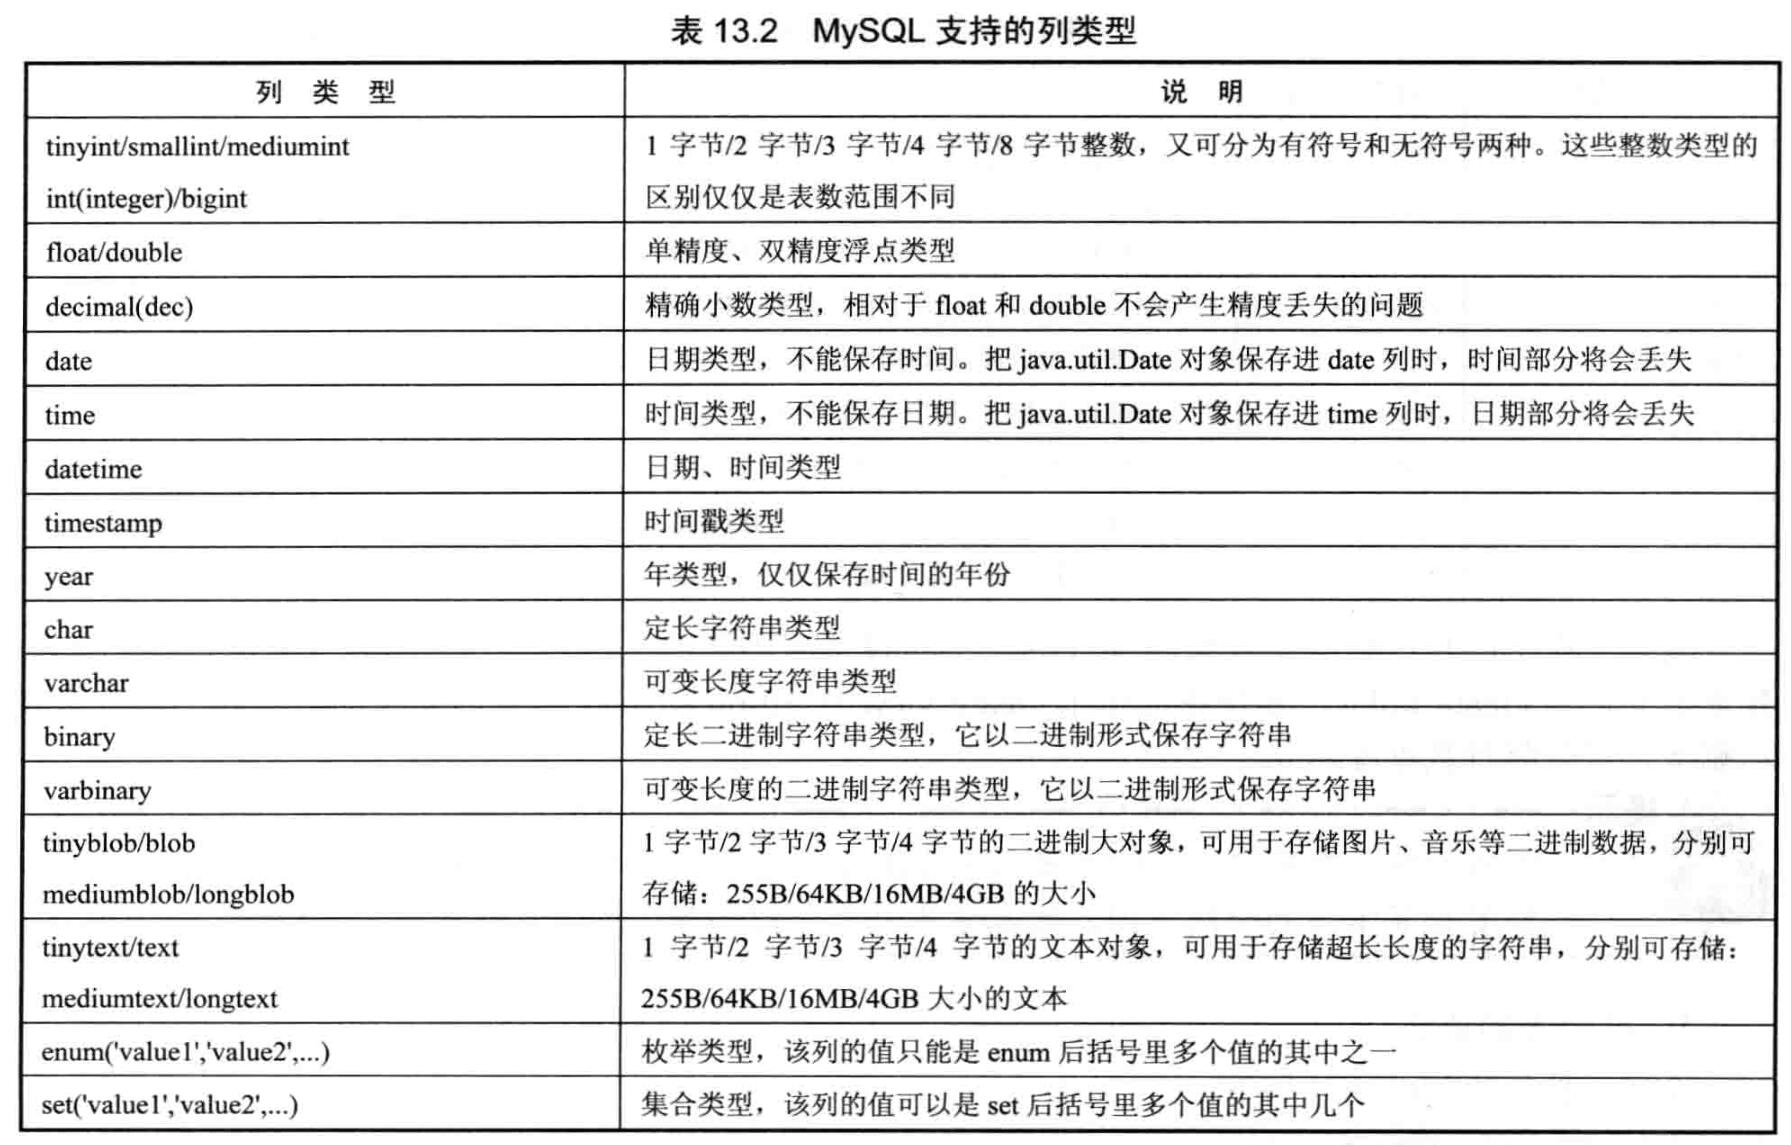 表 13.2 MySQL 支持的列类型
列 类 型 说 明
tinyint/smallint/mediumint
int(integer)/bigint
1 字节/2 字节/3 字节/4 字节/8 字节整数，又可分为有符号和无符号两种。这些整数类型的
区别仅仅是表数范围不同
float/double 单精度、双精度浮点类型
decimal(dec) 精确小数类型，相对于 float 和 double 不会产生精度丢失的问题
date 日期类型，不能保存时间。把 java.util.Date 对象保存进 date 列时，时间部分将会丢失
time 时间类型，不能保存日期。把 java.util.Date 对象保存进 time 列时，日期部分将会丢失
datetime 日期、时间类型
timestamp 时间戳类型
year 年类型，仅仅保存时间的年份
char 定长字符串类型
varchar 可变长度字符串类型
binary 定长二进制字符串类型，它以二进制形式保存字符串
varbinary 可变长度的二进制字符串类型，它以二进制形式保存字符串
tinyblob/blob
mediumblob/longblob
1 字节/2 字节/3 字节/4 字节的二进制大对象，可用于存储图片、音乐等二进制数据，分别可
存储：255B/64KB/16MB/4GB 的大小
tinytext/text
mediumtext/longtext
1 字节/2 字节/3 字节/4 字节的文本对象，可用于存储超长长度的字符串，分别可存储：
255B/64KB/16MB/4GB 大小的文本
enum('value1','value2',...) 枚举类型，该列的值只能是 enum 后括号里多个值的其中之一
set('value1','value2',...) 集合类型，该列的值可以是 set 后括号里多个值的其中几个